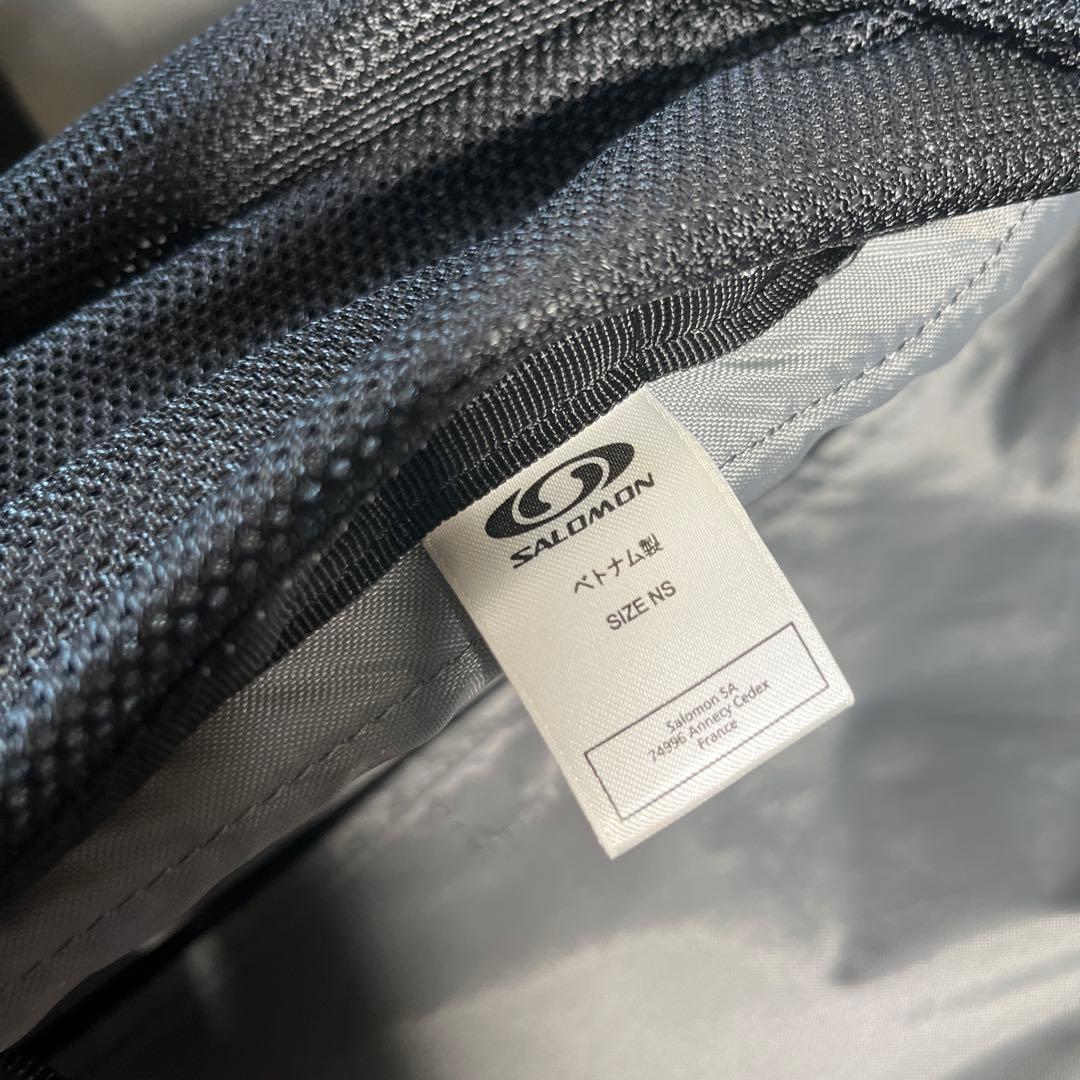 SALOMON
ベトナム製
SIZE NS
Salomon SA
74996 Annecy Cedex
France